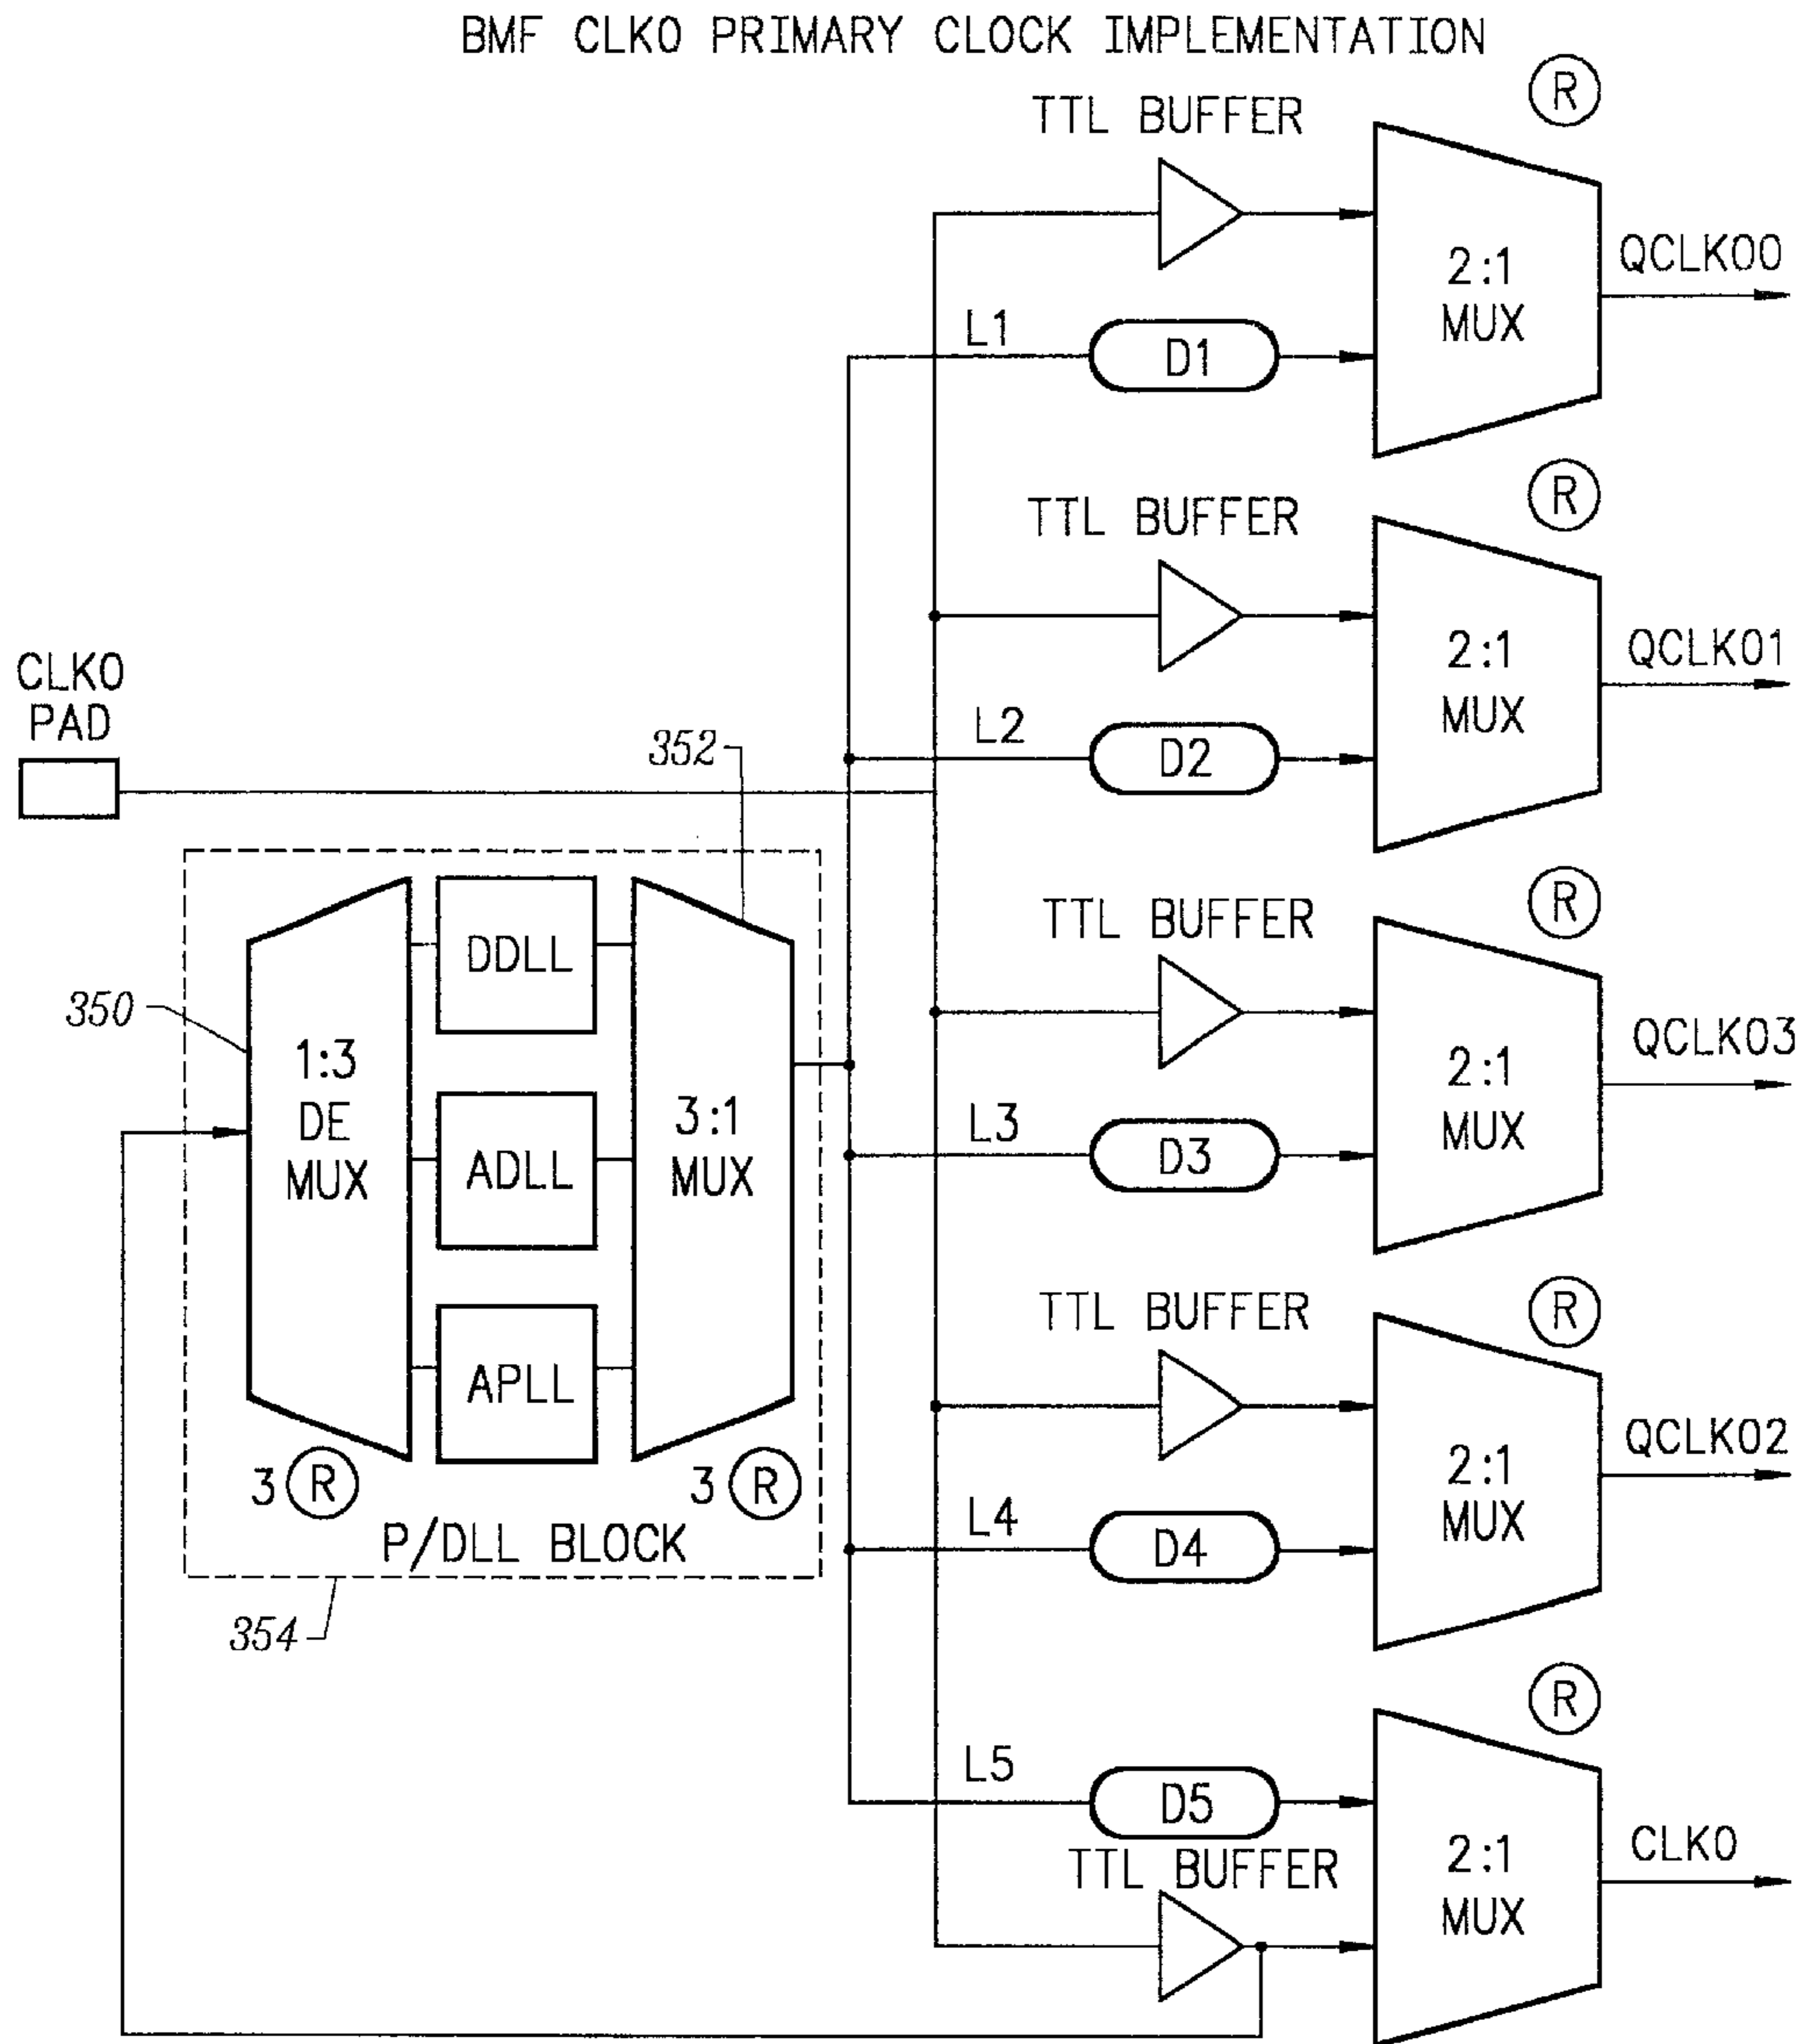 BMF CLK0 PRIMARY CLOCK IMPLEMENTATION
R
TTL BUFFER
2:1
MUX
QCLK00
L1
D1
R
TTL BUFFER
2:1
MUX
QCLK01
L2
D2
CLK0
PAD
352
R
TTL BUFFER
2:1
MUX
QCLK03
L3
D3
350
1:3
DE
MUX
DDLL
ADLL
APLL
3:1
MUX
3 R
3 R
P/DLL BLOCK
354
R
TTL BUFFER
2:1
MUX
QCLK02
L4
D4
R
L5
D5
TTL BUFFER
2:1
MUX
CLK0